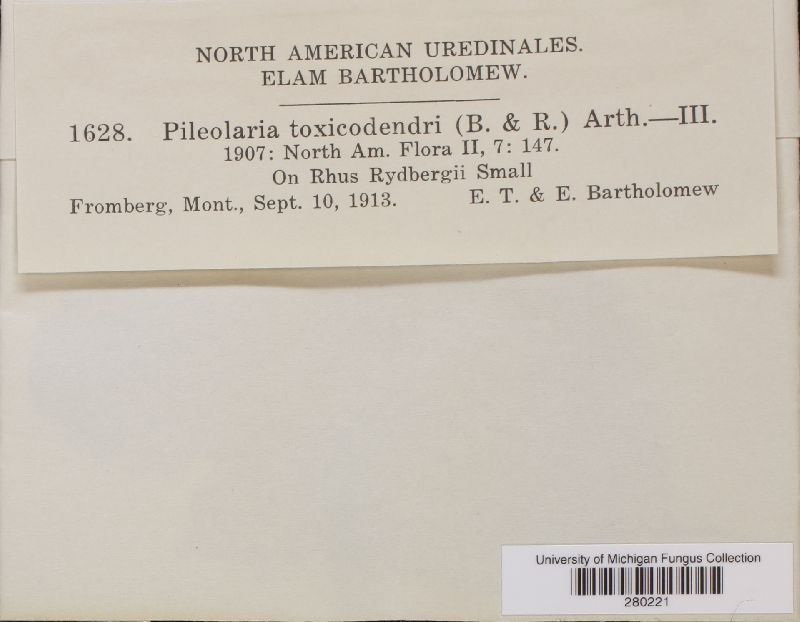 NORTH AMERICAN UREDINALES.
ELAM BARTHOLOMEW.
1628. Pileolaria toxicodendri (B. & R.) Arth.—III.
1907: North Am. Flora II, 7: 147.
On Rhus Rydbergii Small
Fromberg, Mont., Sept. 10, 1913. E. T. & E. Bartholomew
University of Michigan Fungus Collection
280221